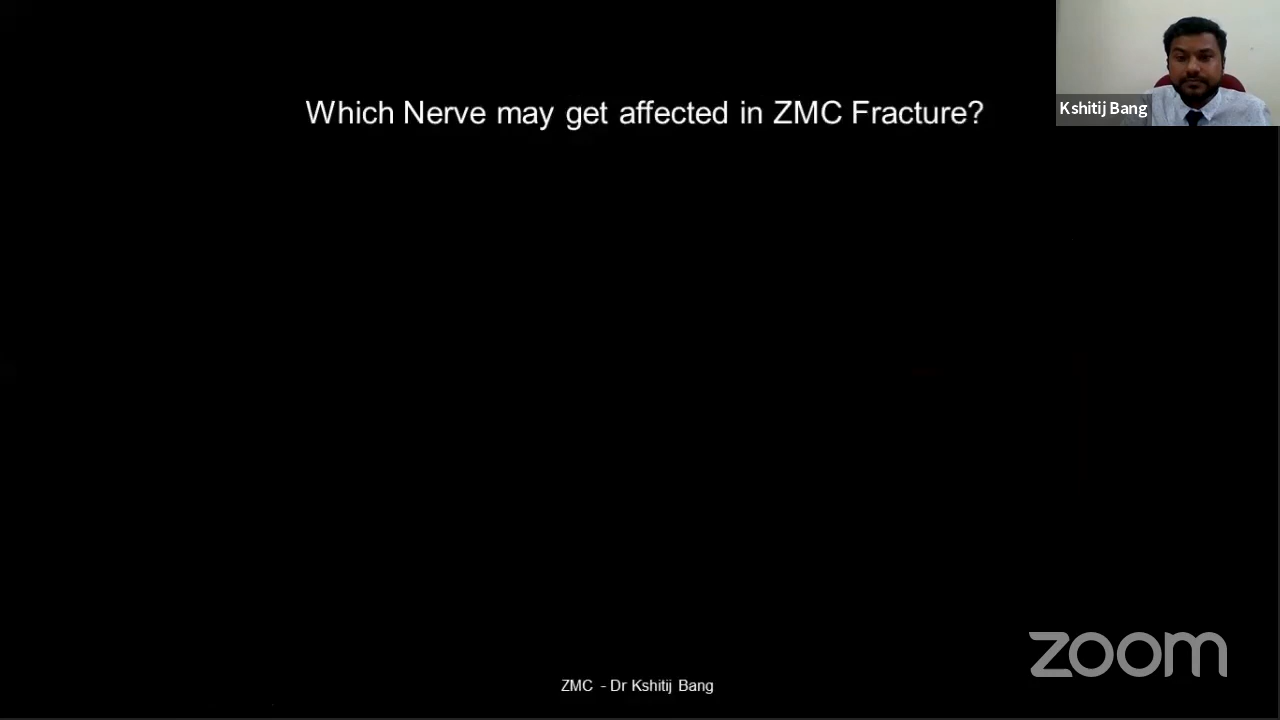 Which Nerve may get affected in ZMC Fracture?
Kshitij Bang
zoom
ZMC - Dr Kshitij Bang